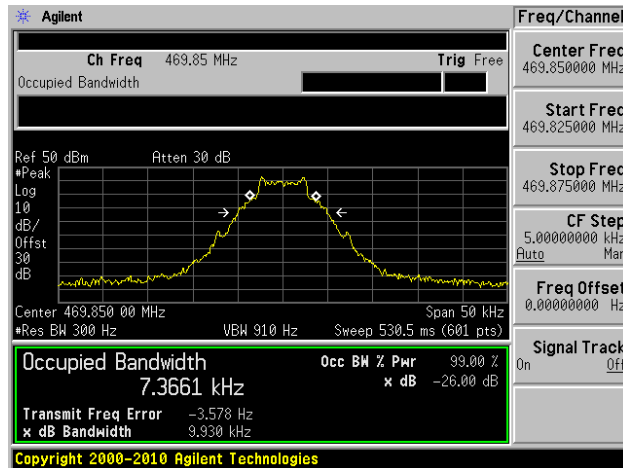 Agilent
Freq/Channel
Ch Freq 469.85 MHz Trig Free
Occupied Bandwidth
Center Freq
469.850000 MHz
Start Freq
469.825000 MHz
Stop Freq
469.875000 MHz
CF Step
5.00000000 kHz
Auto Man
Freq Offset
0.00000000 Hz
Signal Track
On Off
Ref 50 dBm Atten 30 dB
#Peak
Log
10
dB/
Offst
30
dB
Center 469.850 00 MHz Span 50 kHz
#Res BW 300 Hz VBW 910 Hz Sweep 530.5 ms (601 pts)
Occupied Bandwidth Occ BW % Pwr 99.00 %
7.3661 kHz x dB -26.00 dB
Transmit Freq Error -3.578 Hz
x dB Bandwidth 9.930 kHz
Copyright 2000-2010 Agilent Technologies